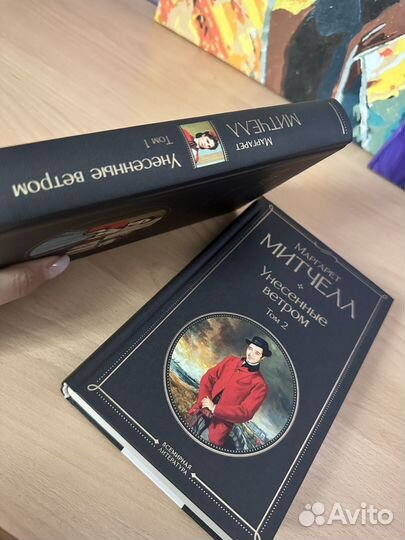 Маргарет
МИТЧЕЛЛ
Унесенные ветром
Том 1
Маргарет
МИТЧЕЛЛ
Унесенные
ветром
Том 2
ВСЕМИРНАЯ
ЛИТЕРАТУРА
Avito